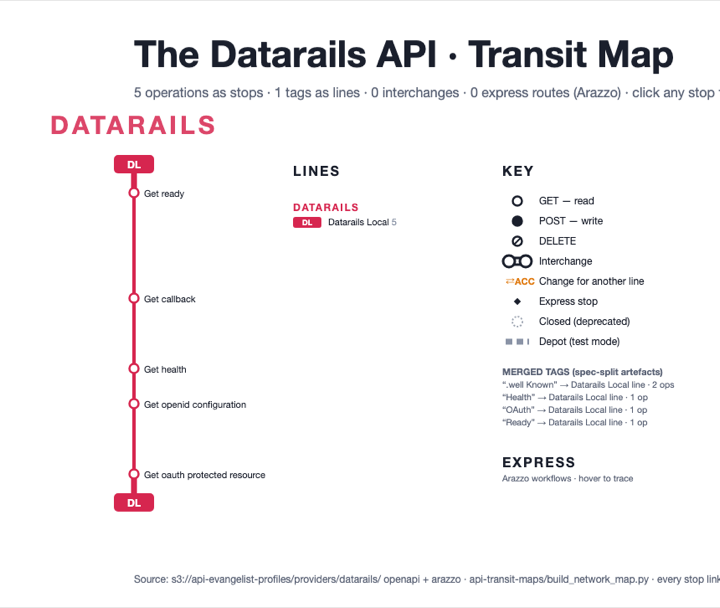 The Datarails API · Transit Map
5 operations as stops · 1 tags as lines · 0 interchanges · 0 express routes (Arazzo) · click any stop
DATARAILS
DL
Get ready
Get callback
Get health
Get openid configuration
Get oauth protected resource
DL
LINES
DATARAILS
DL Datarails Local 5
KEY
GET — read
POST — write
DELETE
Interchange
⇄ACC Change for another line
Express stop
Closed (deprecated)
Depot (test mode)
MERGED TAGS (spec-split artefacts)
“.well Known” → Datarails Local line · 2 ops
“Health” → Datarails Local line · 1 op
“OAuth” → Datarails Local line · 1 op
“Ready” → Datarails Local line · 1 op
EXPRESS
Arazzo workflows · hover to trace
Source: s3://api-evangelist-profiles/providers/datarails/ openapi + arazzo · api-transit-maps/build_network_map.py · every stop link